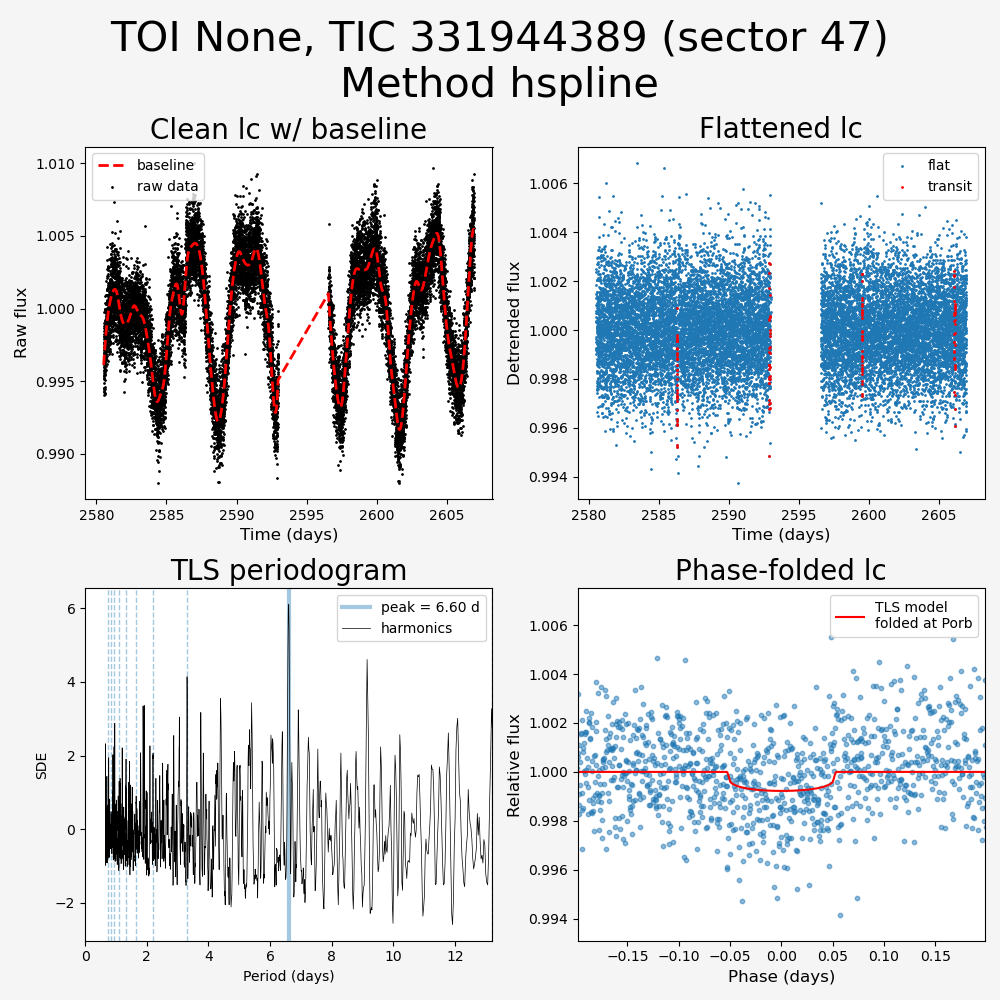 TOI None, TIC 331944389 (sector 47)
Method hspline
Clean lc w/ baseline
baseline
raw data
1.010
1.005
1.000
0.995
0.990
Raw flux
2580 2585 2590 2595 2600 2605
Time (days)
Flattened lc
flat
transit
1.006
1.004
1.002
1.000
0.998
0.996
0.994
Detrended flux
2580 2585 2590 2595 2600 2605
Time (days)
TLS periodogram
peak = 6.60 d
harmonics
6
4
2
0
−2
SDE
0 2 4 6 8 10 12
Period (days)
Phase-folded lc
TLS model
folded at Porb
1.006
1.004
1.002
1.000
0.998
0.996
0.994
Relative flux
−0.15 −0.10 −0.05 0.00 0.05 0.10 0.15
Phase (days)